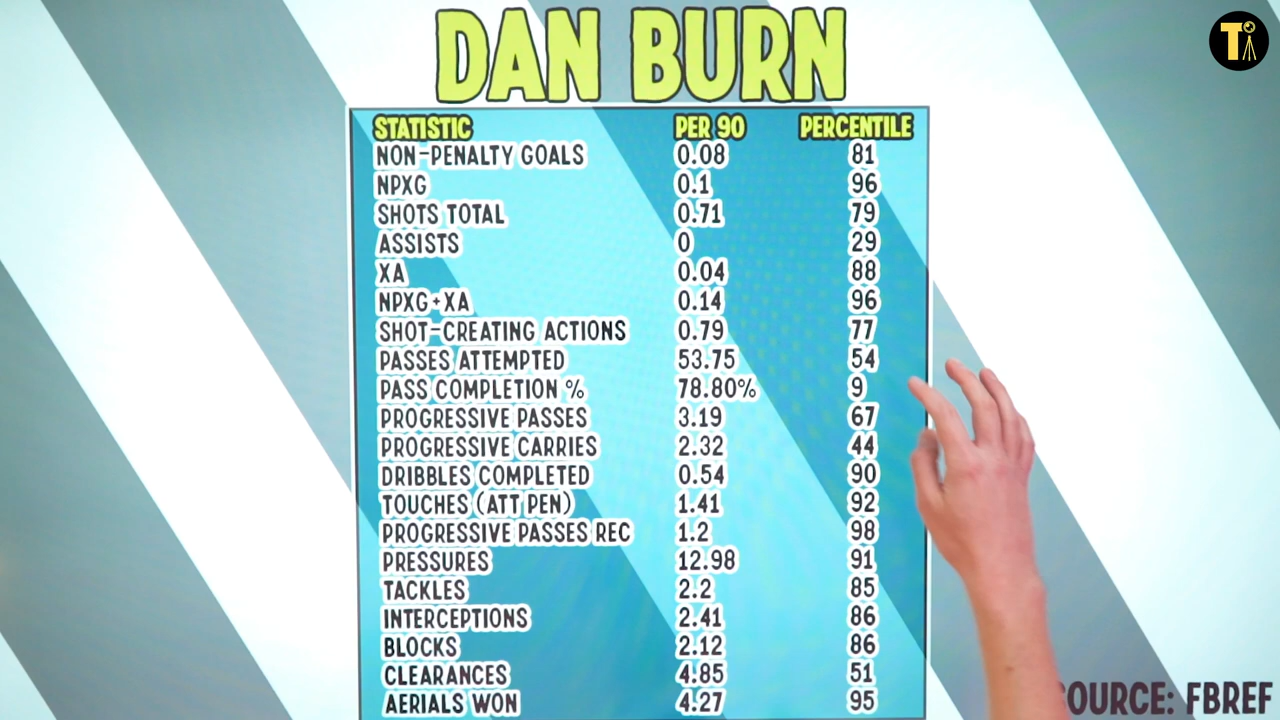 DAN BURN
STATISTIC PER 90 PERCENTILE
NON-PENALTY GOALS 0.08 81
NPXG 0.1 96
SHOTS TOTAL 0.71 79
ASSISTS 0 29
XA 0.04 88
NPXG+XA 0.14 96
SHOT-CREATING ACTIONS 0.79 77
PASSES ATTEMPTED 53.75 54
PASS COMPLETION % 78.80% 9
PROGRESSIVE PASSES 3.19 67
PROGRESSIVE CARRIES 2.32 44
DRIBBLES COMPLETED 0.54 90
TOUCHES (ATT PEN) 1.41 92
PROGRESSIVE PASSES REC 1.2 98
PRESSURES 12.98 91
TACKLES 2.2 85
INTERCEPTIONS 2.41 86
BLOCKS 2.12 86
CLEARANCES 4.85 51
AERIALS WON 4.27 95
OURCE: FBREF